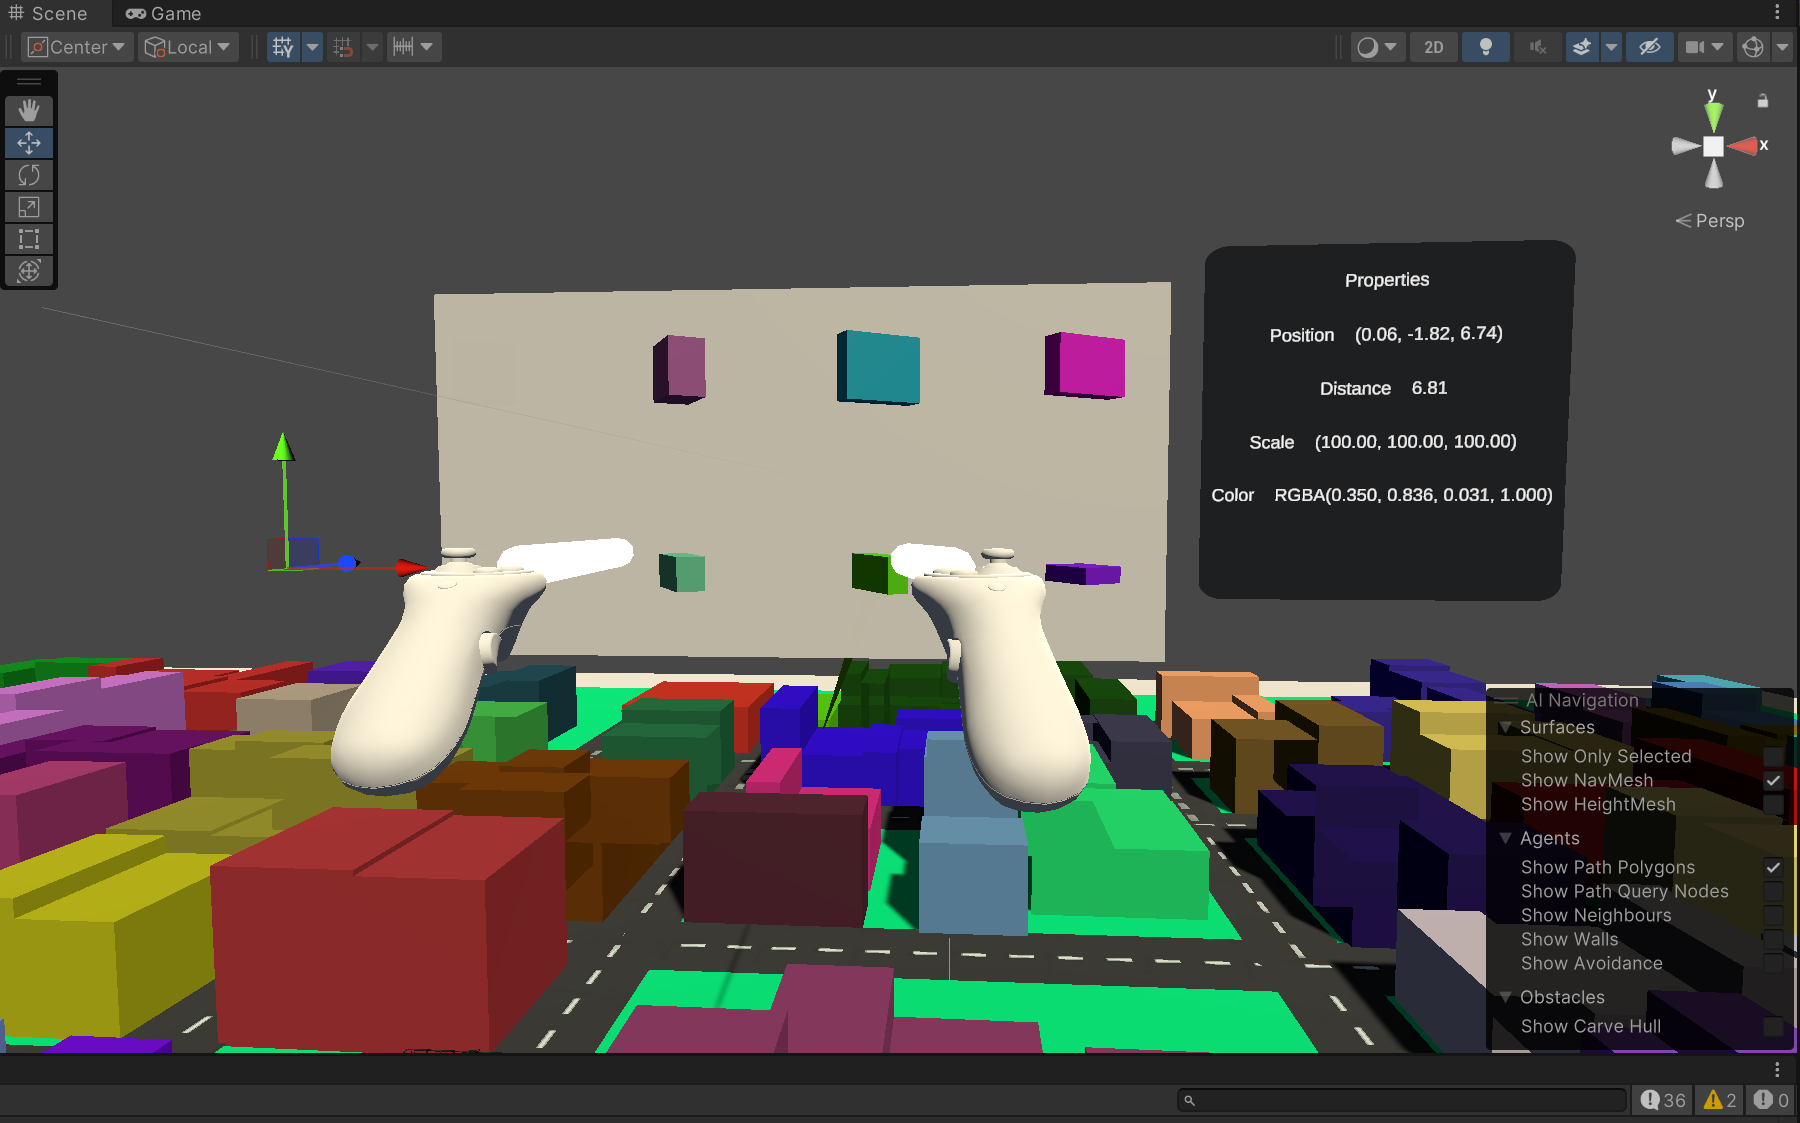 Scene Game
Center Local 2D
y
x
Persp
Properties
Position (0.06, -1.82, 6.74)
Distance 6.81
Scale (100.00, 100.00, 100.00)
Color RGBA(0.350, 0.836, 0.031, 1.000)
AI Navigation
Surfaces
Show Only Selected
Show NavMesh
Show HeightMesh
Agents
Show Path Polygons
Show Path Query Nodes
Show Neighbours
Show Walls
Show Avoidance
Obstacles
Show Carve Hull
36 2 0